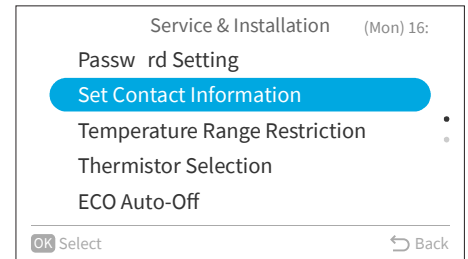 Service & Installation (Mon) 16:
Passw rd Setting
Set Contact Information
Temperature Range Restriction
Thermistor Selection
ECO Auto-Off
OK Select Back